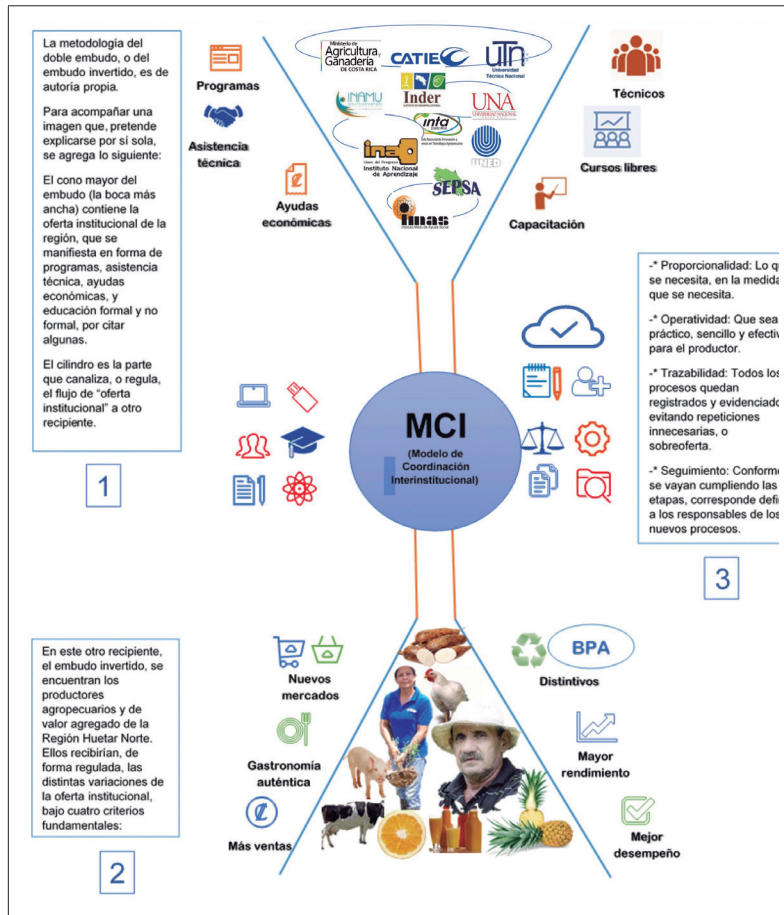 La metodología del
doble embudo, o del
embudo invertido, es de
autoría propia.
Para acompañar una
imagen que, pretende
explicarse por sí sola,
se agrega lo siguiente:
El cono mayor del
embudo (la boca más
ancha) contiene la
oferta institucional de la
región, que se
manifiesta en forma de
programas, asistencia
técnica, ayudas
económicas, y
educación formal y no
formal, por citar
algunas.
El cilindro es la parte
que canaliza, o regula,
el flujo de “oferta
institucional” a otro
recipiente.
1
Programas
Asistencia
técnica
Ayudas
económicas
Ministerio de
Agricultura y
Ganadería
DE COSTA RICA
CATIE
UTN
Universidad
Técnica Nacional
INAMU
Inder
UNA
UNIVERSIDAD NACIONAL
inta
ina
Instituto Nacional
de Aprendizaje
UNED
SEPSA
imas
Técnicos
Cursos libres
Capacitación
MCI
(Modelo de
Coordinación
Interinstitucional)
-* Proporcionalidad: Lo qu
se necesita, en la medida
que se necesita.
-* Operatividad: Que sea
práctico, sencillo y efectiv
para el productor.
-* Trazabilidad: Todos los
procesos quedan
registrados y evidenciado
evitando repeticiones
innecesarias, o
sobreoferta.
-* Seguimiento: Conforme
se vayan cumpliendo las
etapas, corresponde defin
a los responsables de los
nuevos procesos.
3
En este otro recipiente,
el embudo invertido, se
encuentran los
productores
agropecuarios y de
valor agregado de la
Región Huetar Norte.
Ellos recibirían, de
forma regulada, las
distintas variaciones de
la oferta institucional,
bajo cuatro criterios
fundamentales:
2
Nuevos
mercados
Gastronomía
auténtica
Más ventas
BPA
Distintivos
Mayor
rendimiento
Mejor
desempeño